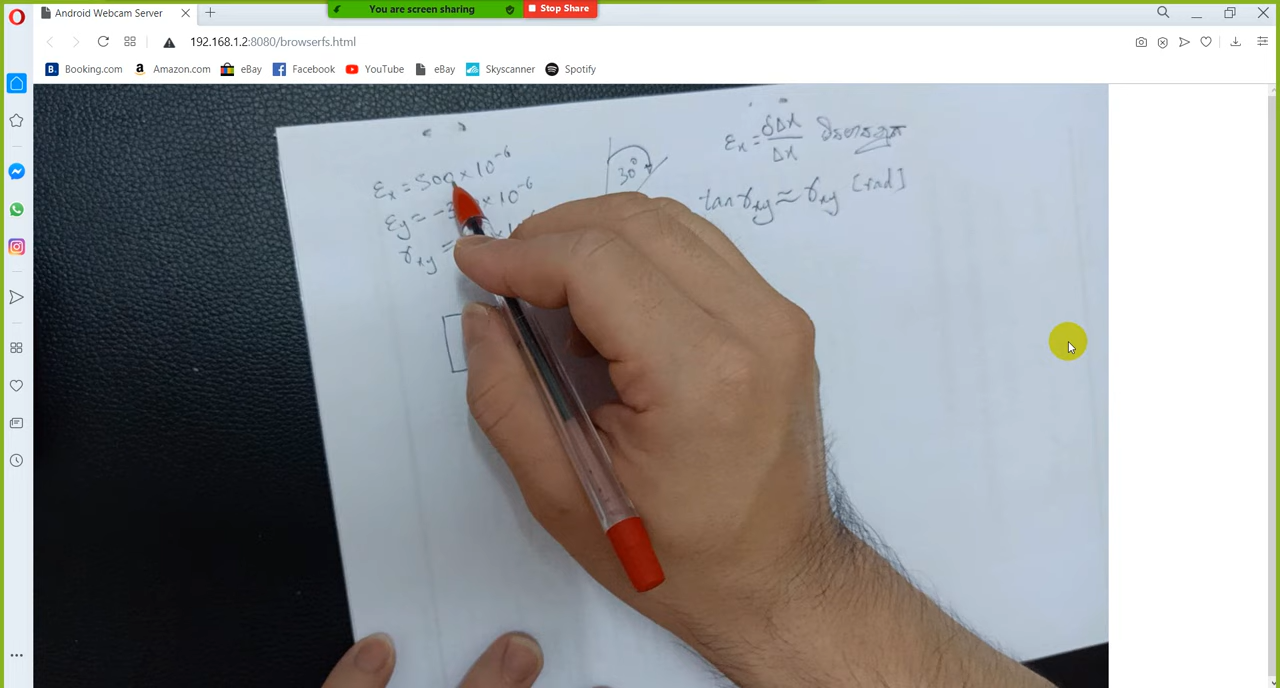 Android Webcam Server
You are screen sharing
Stop Share
192.168.1.2:8080/browserfs.html
Booking.com
Amazon.com
eBay
Facebook
YouTube
eBay
Skyscanner
Spotify
εx = 500 × 10⁻⁶
εy = -3 × 10⁻⁶
γxy =
30°
εx = δΔx / Δx
tan γxy ≈ γxy [rad]